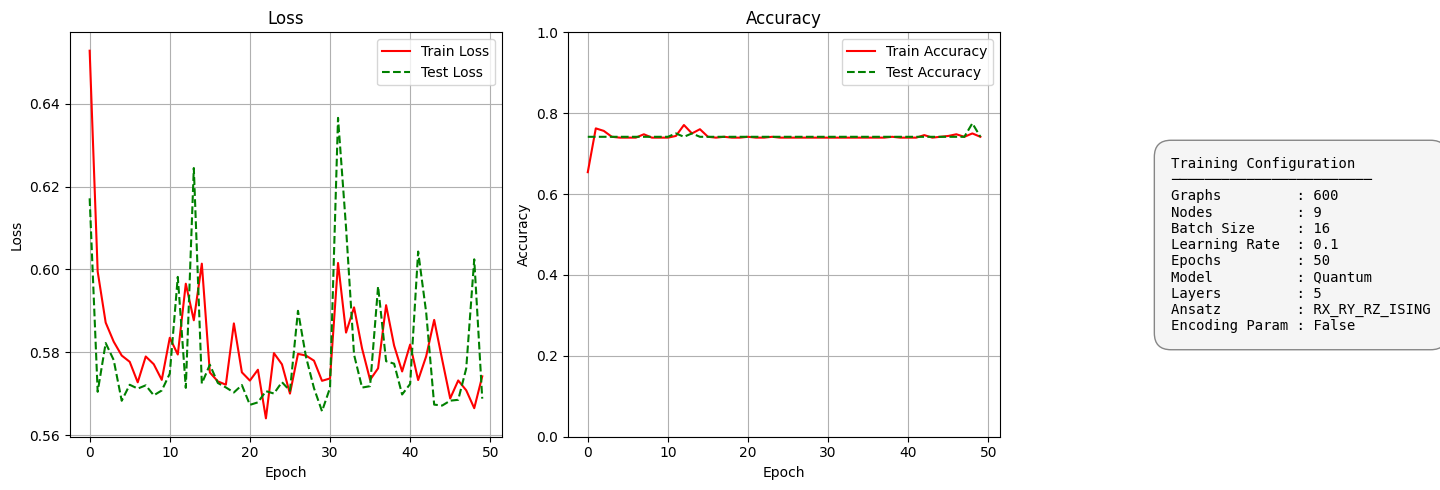 Loss
Train Loss
Test Loss
0.64
0.62
0.60
0.58
0.56
Loss
0 10 20 30 40 50
Epoch
Accuracy
Train Accuracy
Test Accuracy
1.0
0.8
0.6
0.4
0.2
0.0
Accuracy
0 10 20 30 40 50
Epoch
Training Configuration
Graphs : 600
Nodes : 9
Batch Size : 16
Learning Rate : 0.1
Epochs : 50
Model : Quantum
Layers : 5
Ansatz : RX_RY_RZ_ISING
Encoding Param : False